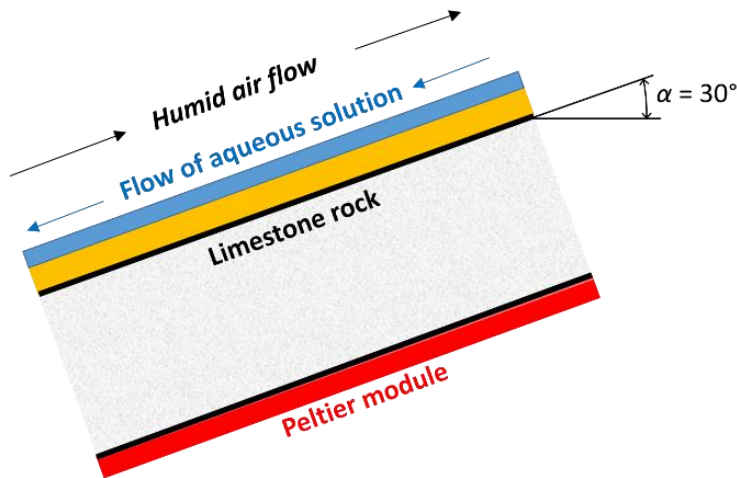 Humid air flow
Flow of aqueous solution
α = 30°
Limestone rock
Peltier module